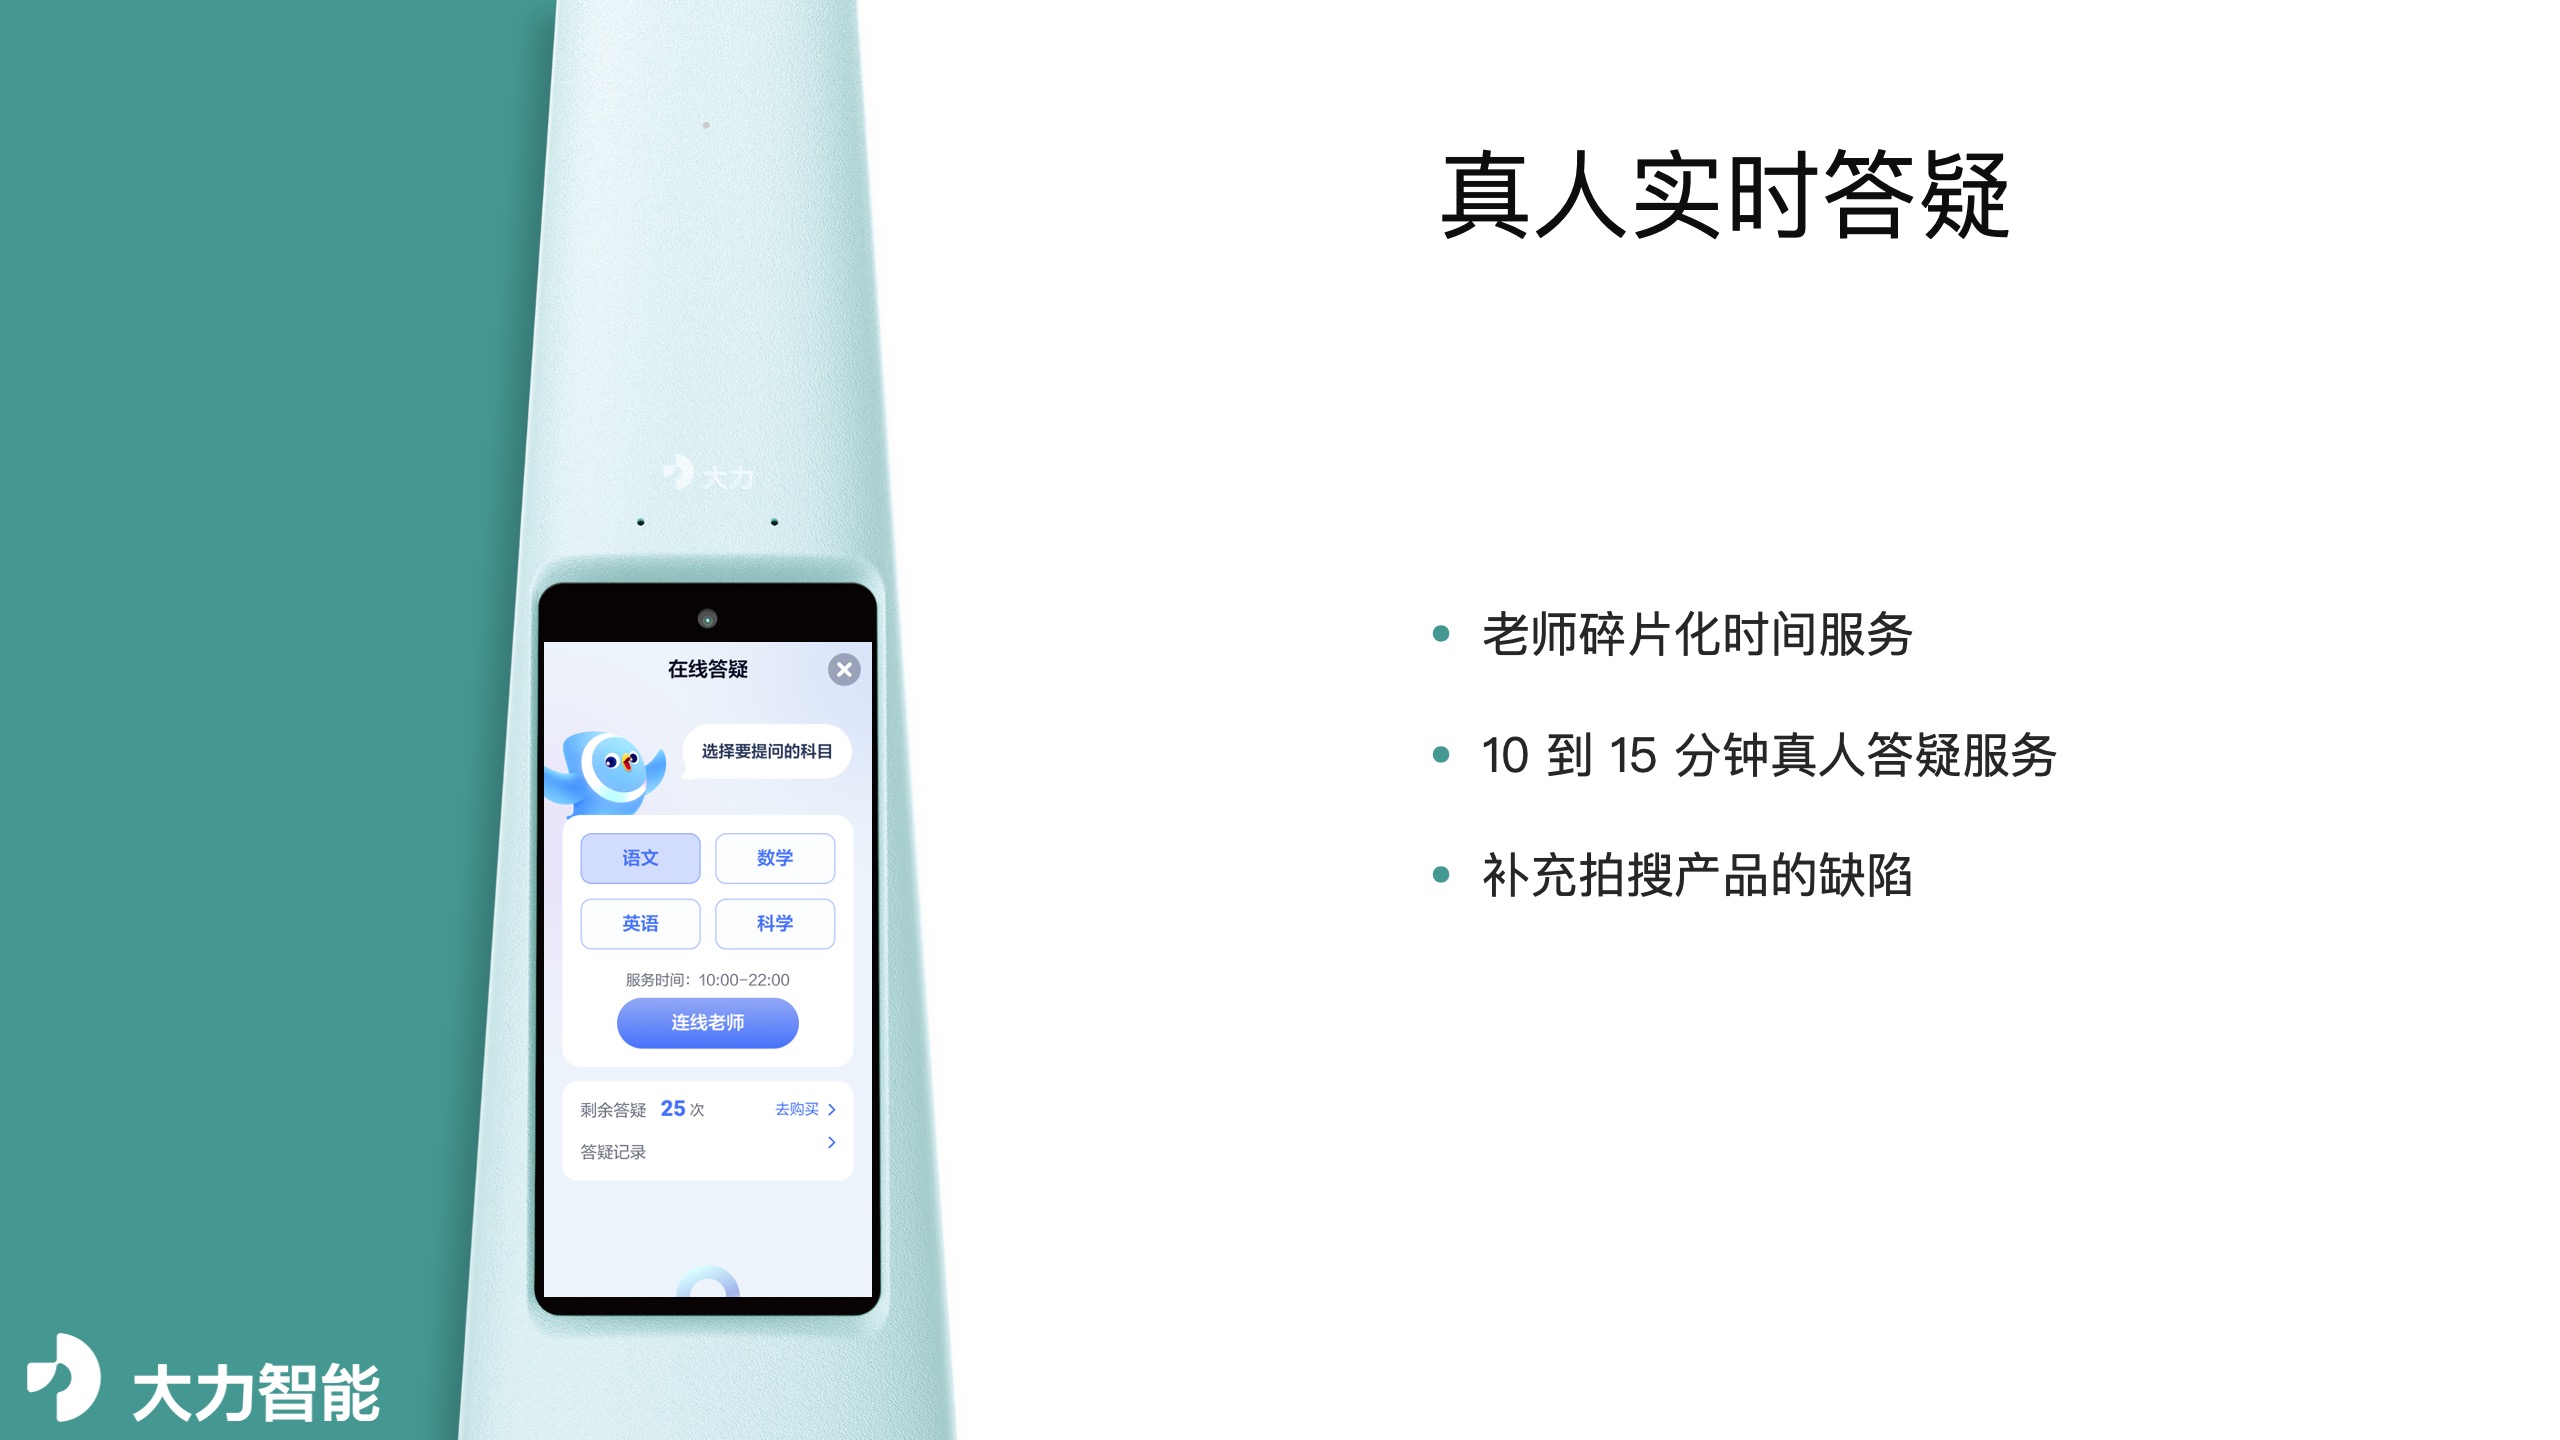 真人实时答疑
老师碎片化时间服务
10 到 15 分钟真人答疑服务
补充拍搜产品的缺陷
大力
在线答疑
选择要提问的科目
语文
数学
英语
科学
服务时间：10:00-22:00
连线老师
剩余答疑 25 次
去购买
答疑记录
大力智能